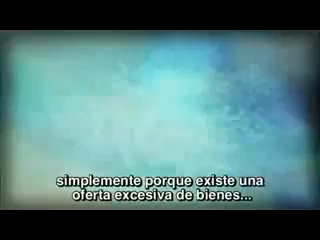 simplemente porque existe una
oferta excesiva de bienes...